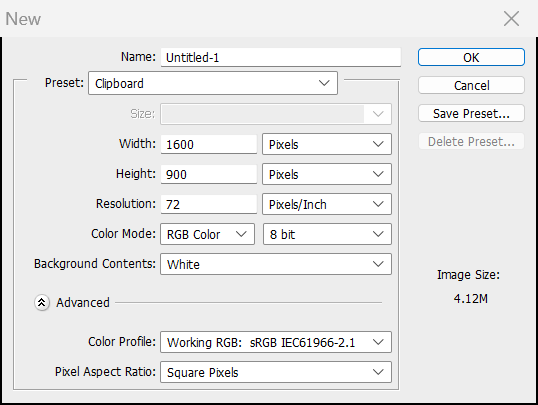 New
Name: Untitled-1
OK
Preset: Clipboard
Cancel
Size:
Save Preset...
Width: 1600 Pixels
Delete Preset...
Height: 900 Pixels
Resolution: 72 Pixels/Inch
Color Mode: RGB Color 8 bit
Background Contents: White
Image Size:
4.12M
Advanced
Color Profile: Working RGB: sRGB IEC61966-2.1
Pixel Aspect Ratio: Square Pixels